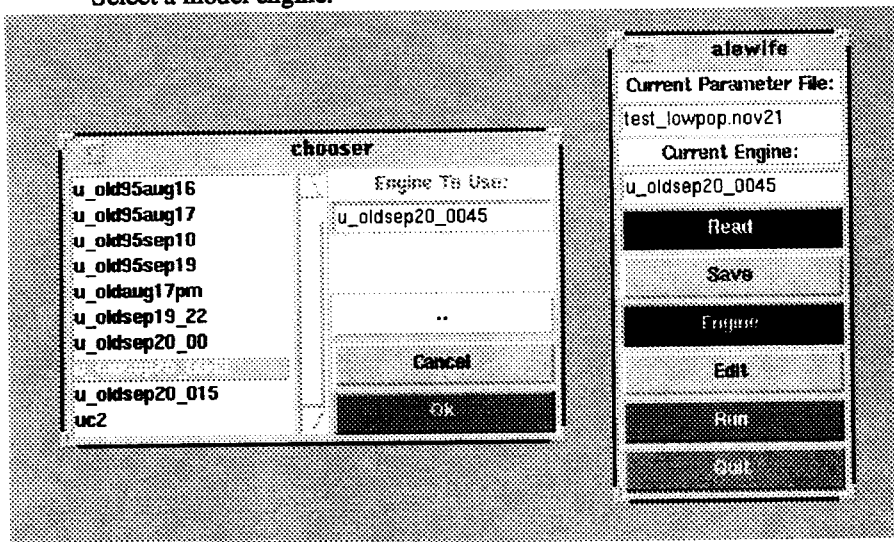 Select a model engine.
chooser
u_old95aug16
u_old95aug17
u_old95sep10
u_old95sep19
u_oldaug17pm
u_oldsep19_22
u_oldsep20_00
u_oldsep20_015
uc2
Engine To Use:
u_oldsep20_0045
..
Cancel
Ok
alewife
Current Parameter File:
test_lowpop.nov21
Current Engine:
u_oldsep20_0045
Read
Save
Engine
Edit
Run
Quit